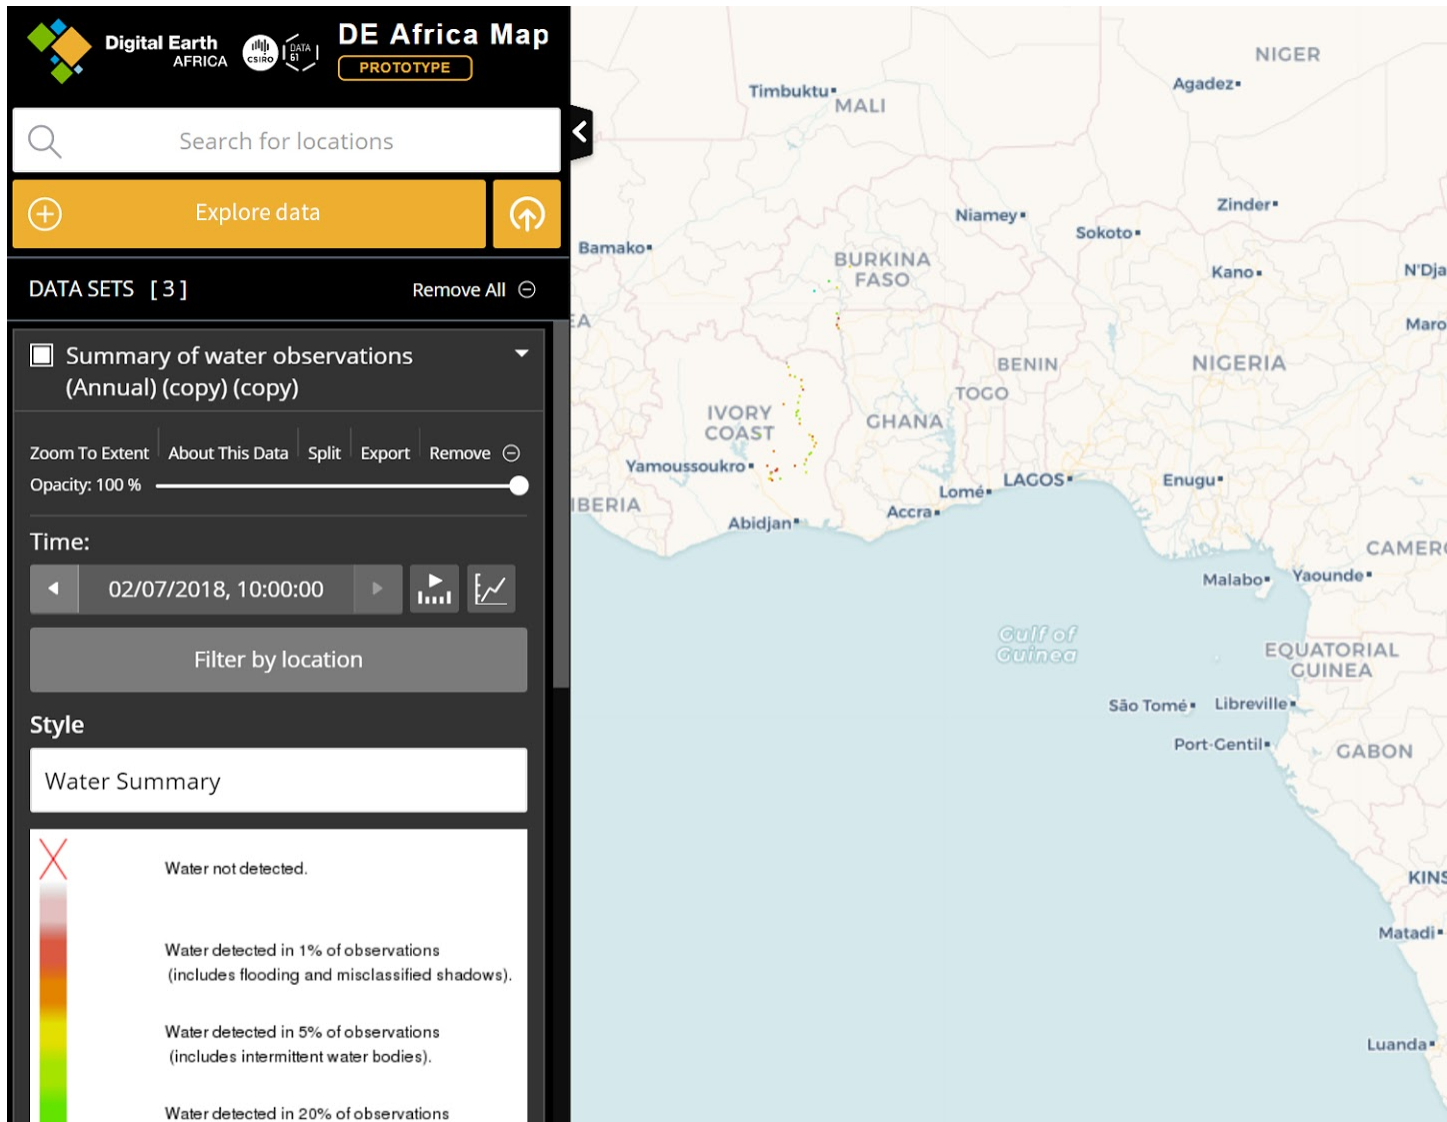 Digital Earth
AFRICA
CSIRO
DATA
61
DE Africa Map
PROTOTYPE
Search for locations
Explore data
DATA SETS [ 3 ]
Remove All
Summary of water observations
(Annual) (copy) (copy)
Zoom To Extent
About This Data
Split
Export
Remove
Opacity: 100 %
Time:
02/07/2018, 10:00:00
Filter by location
Style
Water Summary
Water not detected.
Water detected in 1% of observations
(includes flooding and misclassified shadows).
Water detected in 5% of observations
(includes intermittent water bodies).
Water detected in 20% of observations
NIGER
Timbuktu
Agadez
MALI
Zinder
Niamey
Sokoto
Bamako
BURKINA
FASO
Kano
N'Dja
EA
Maro
BENIN
NIGERIA
TOGO
IVORY
COAST
GHANA
Yamoussoukro
LAGOS
Enugu
Lomé
IBERIA
Accra
Abidjan
CAMERO
Malabo
Yaounde
Gulf of
Guinea
EQUATORIAL
GUINEA
São Tomé
Libreville
Port-Gentil
GABON
KINS
Matadi
Luanda